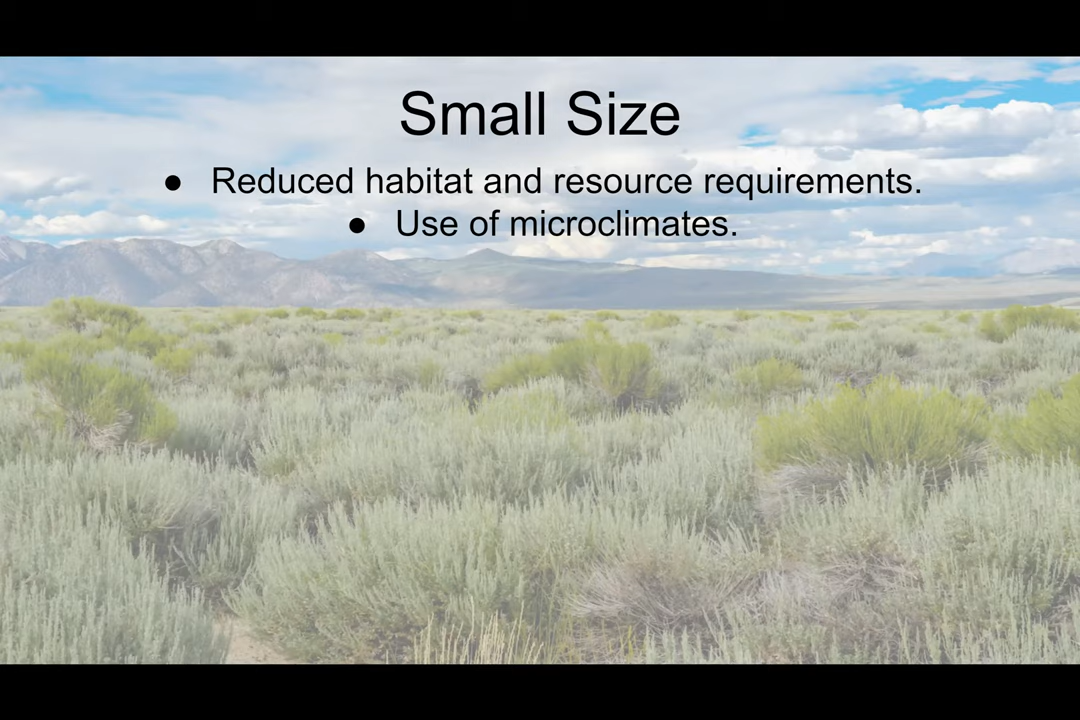 Small Size
● Reduced habitat and resource requirements.
● Use of microclimates.